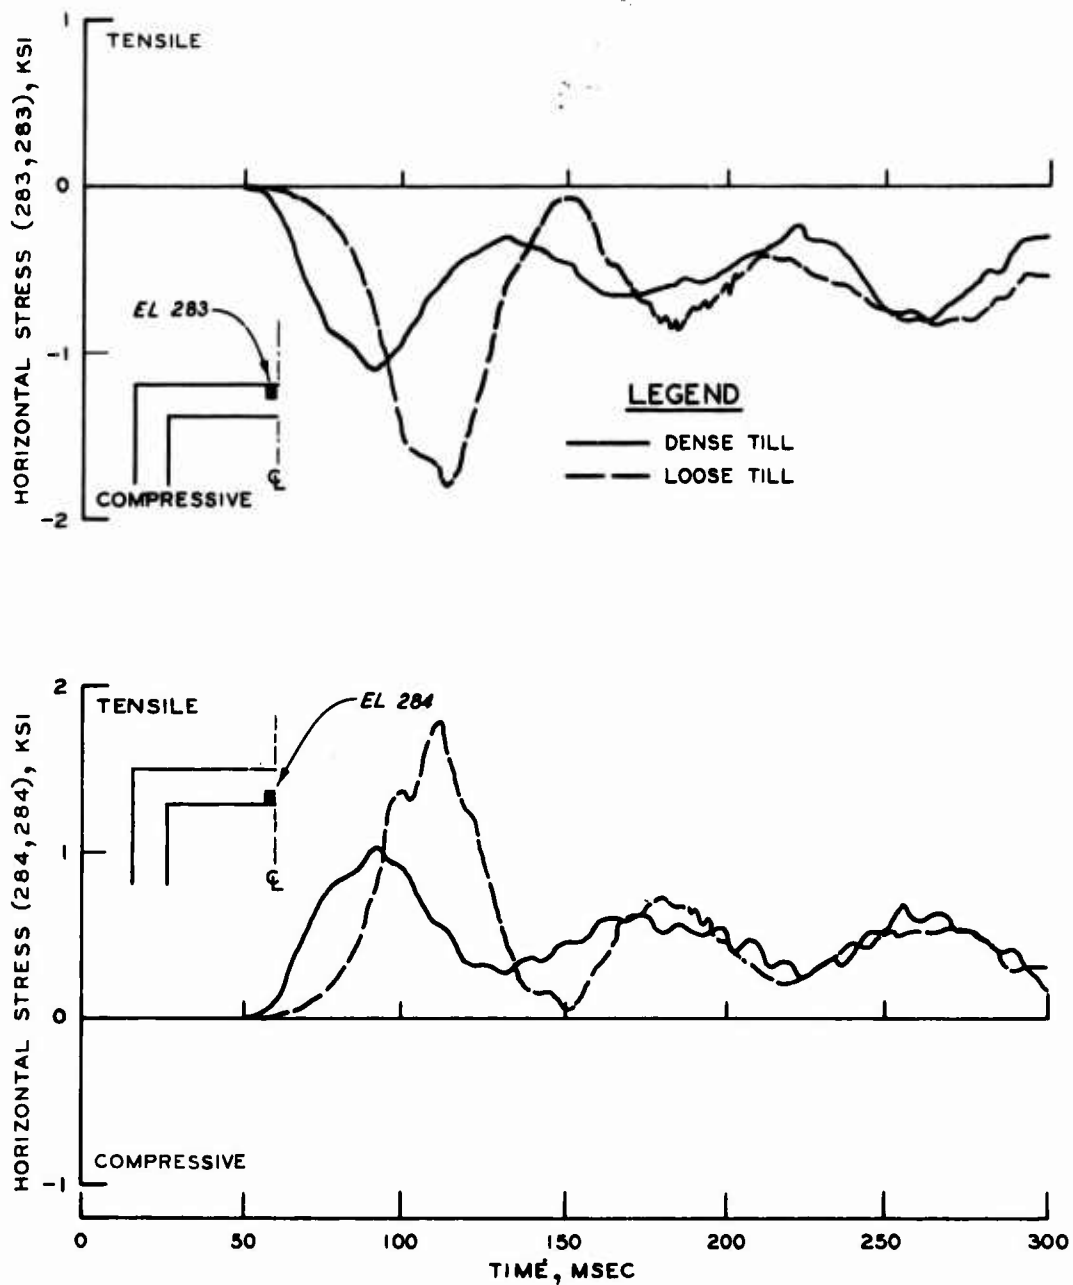 HORIZONTAL STRESS (283,283), KSI
1
TENSILE
0
-1
EL 283
℄
COMPRESSIVE
-2
LEGEND
DENSE TILL
LOOSE TILL
HORIZONTAL STRESS (284,284), KSI
2
TENSILE
EL 284
1
℄
0
COMPRESSIVE
-1
0 50 100 150 200 250 300
TIME, MSEC